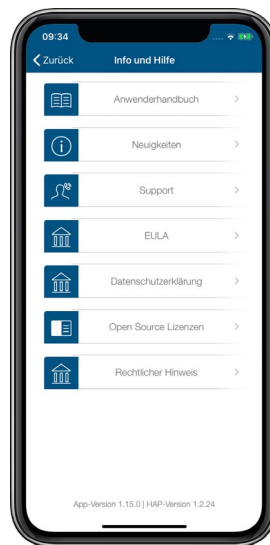 09:34
Zurück Info und Hilfe
Anwenderhandbuch
Neuigkeiten
Support
EULA
Datenschutzerklärung
Open Source Lizenzen
Rechtlicher Hinweis
App-Version 1.15.0 | HAP-Version 1.2.24